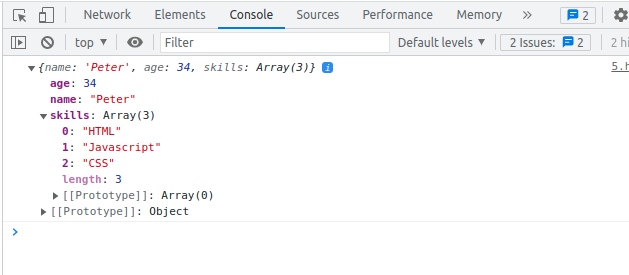 Network Elements Console Sources Performance Memory » 2
top ▼ Filter Default levels ▼ 2 Issues: 2 2 hi
▼{name: 'Peter', age: 34, skills: Array(3)} i 5.h
age: 34
name: "Peter"
▼skills: Array(3)
0: "HTML"
1: "Javascript"
2: "CSS"
length: 3
▶[[Prototype]]: Array(0)
▶[[Prototype]]: Object
>